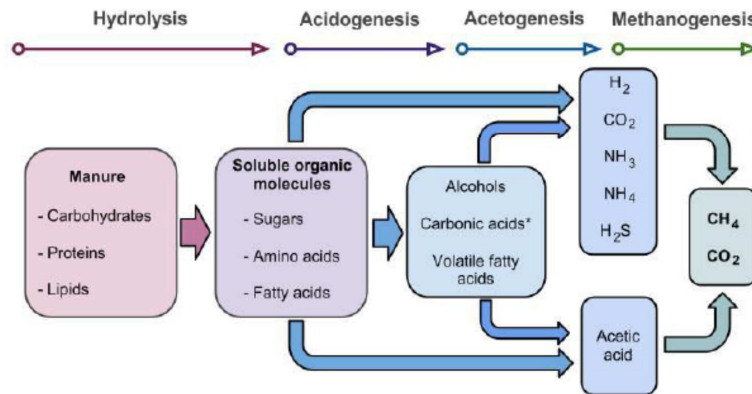 Hydrolysis
Acidogenesis
Acetogenesis
Methanogenesis
Manure
- Carbohydrates
- Proteins
- Lipids
Soluble organic
molecules
- Sugars
- Amino acids
- Fatty acids
Alcohols
Carbonic acids*
Volatile fatty
acids
H₂
CO₂
NH₃
NH₄
H₂S
Acetic
acid
CH₄
CO₂